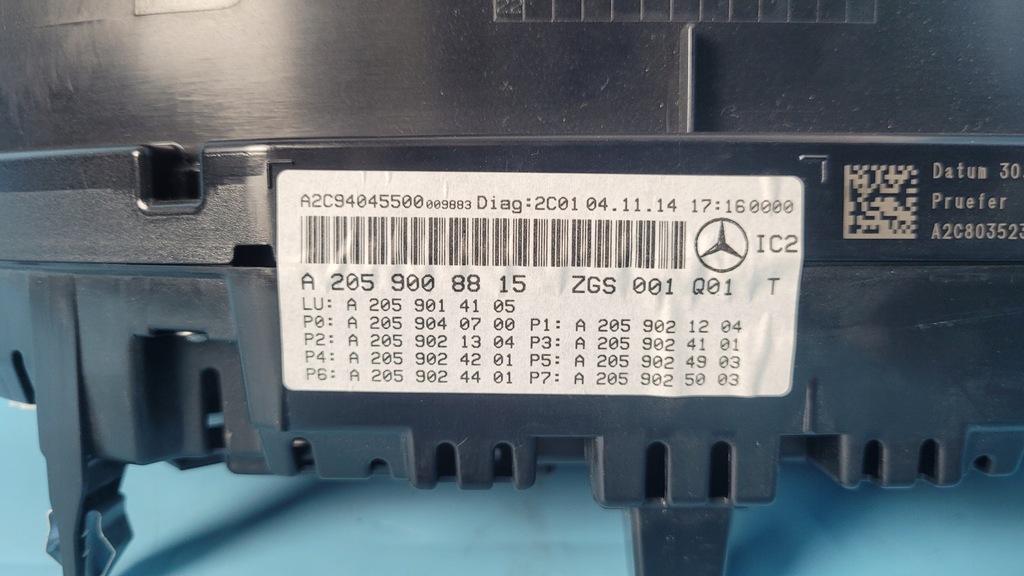 A2C94045500009883 Diag:2C01 04.11.14 17:160000
IC2
A 205 900 88 15 ZGS 001 Q01 T
LU: A 205 901 41 05
P0: A 205 904 07 00 P1: A 205 902 12 04
P2: A 205 902 13 04 P3: A 205 902 41 01
P4: A 205 902 42 01 P5: A 205 902 49 03
P6: A 205 902 44 01 P7: A 205 902 50 03
Datum 30.
Pruefer
A2C803523